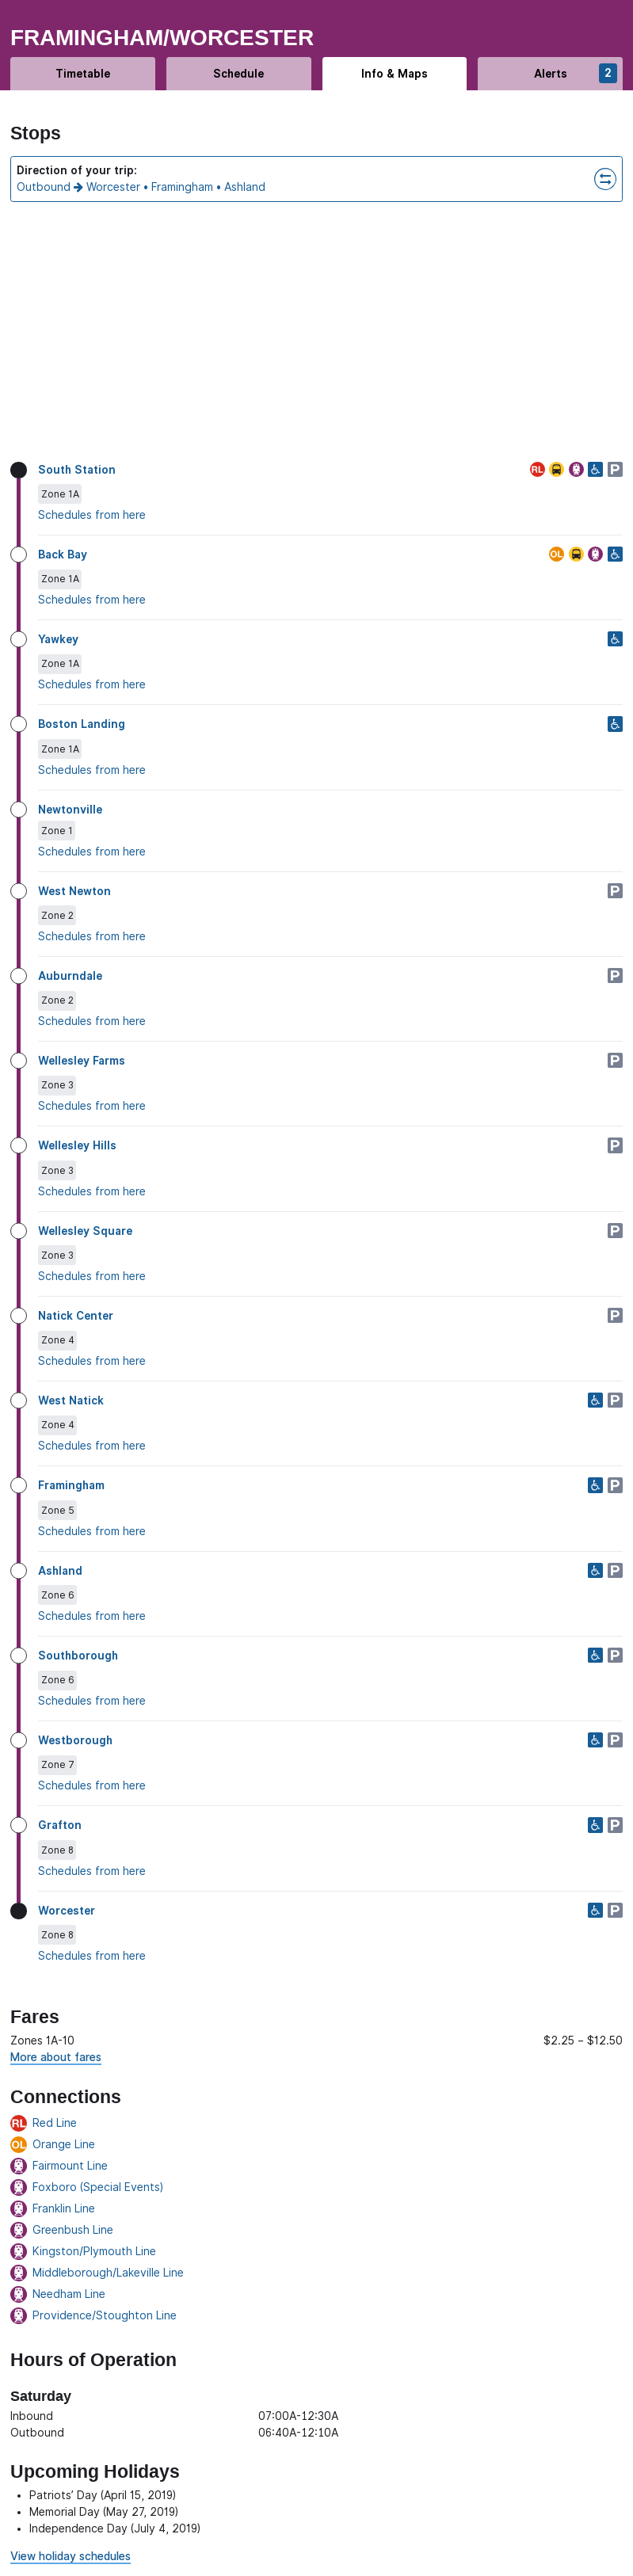 FRAMINGHAM/WORCESTER
Timetable
Schedule
Info & Maps
Alerts
2
Stops
Direction of your trip:
Outbound → Worcester • Framingham • Ashland
South Station
RL
P
Zone 1A
Schedules from here
Back Bay
OL
Zone 1A
Schedules from here
Yawkey
Zone 1A
Schedules from here
Boston Landing
Zone 1A
Schedules from here
Newtonville
Zone 1
Schedules from here
West Newton
P
Zone 2
Schedules from here
Auburndale
P
Zone 2
Schedules from here
Wellesley Farms
P
Zone 3
Schedules from here
Wellesley Hills
P
Zone 3
Schedules from here
Wellesley Square
P
Zone 3
Schedules from here
Natick Center
P
Zone 4
Schedules from here
West Natick
P
Zone 4
Schedules from here
Framingham
P
Zone 5
Schedules from here
Ashland
P
Zone 6
Schedules from here
Southborough
P
Zone 6
Schedules from here
Westborough
P
Zone 7
Schedules from here
Grafton
P
Zone 8
Schedules from here
Worcester
P
Zone 8
Schedules from here
Fares
Zones 1A-10 $2.25 – $12.50
More about fares
Connections
RL Red Line
OL Orange Line
Fairmount Line
Foxboro (Special Events)
Franklin Line
Greenbush Line
Kingston/Plymouth Line
Middleborough/Lakeville Line
Needham Line
Providence/Stoughton Line
Hours of Operation
Saturday
Inbound 07:00A-12:30A
Outbound 06:40A-12:10A
Upcoming Holidays
• Patriots’ Day (April 15, 2019)
• Memorial Day (May 27, 2019)
• Independence Day (July 4, 2019)
View holiday schedules